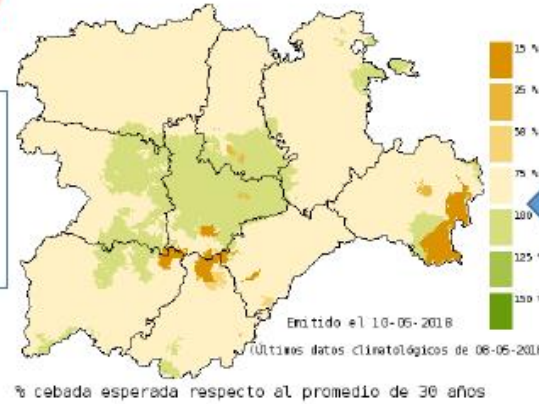 15 %
25 %
50 %
75 %
100
125 %
150 %
Emitido el 10-05-2018
(Últimos datos climatológicos de 08-05-2018
% cebada esperada respecto al promedio de 30 años